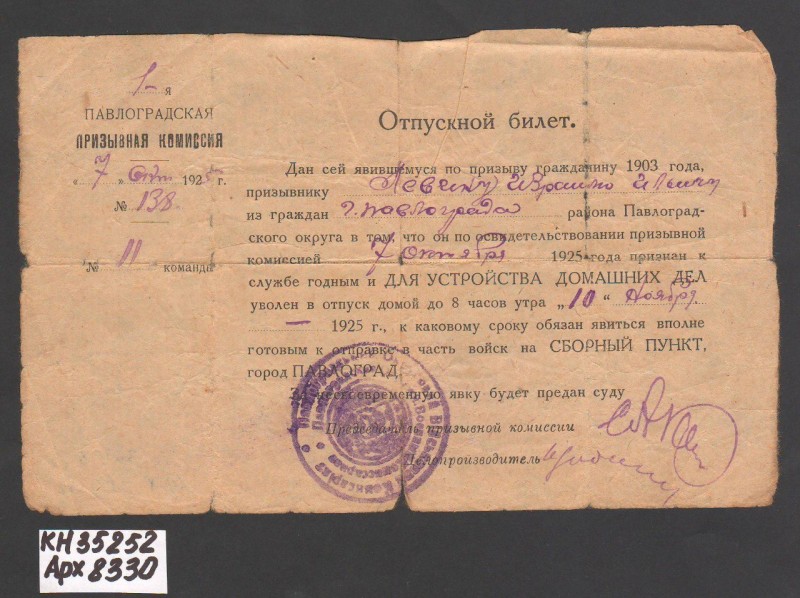 1-я
ПАВЛОГРАДСКАЯ
ПРИЗЫВНАЯ КОМИССИЯ
„7“ Окт 1925 г.
№ 138
№ 11 команда
Отпускной билет.
Дан сей явившемуся по призыву гражданину 1903 года,
призывнику
из граждан г. Павлограда района Павлоград-
ского округа в том, что он по освидетельствовании призывной
комиссией 7 Октября 1925 года признан к
службе годным и ДЛЯ УСТРОЙСТВА ДОМАШНИХ ДЕЛ
уволен в отпуск домой до 8 часов утра „10“ Ноября
— 1925 г., к каковому сроку обязан явиться вполне
готовым к отправке в часть войск на СБОРНЫЙ ПУНКТ,
город ПАВЛОГРАД.
За несвоевременную явку будет предан суду
Председатель призывной комиссии
Делопроизводитель
КН35252
Арх 8330